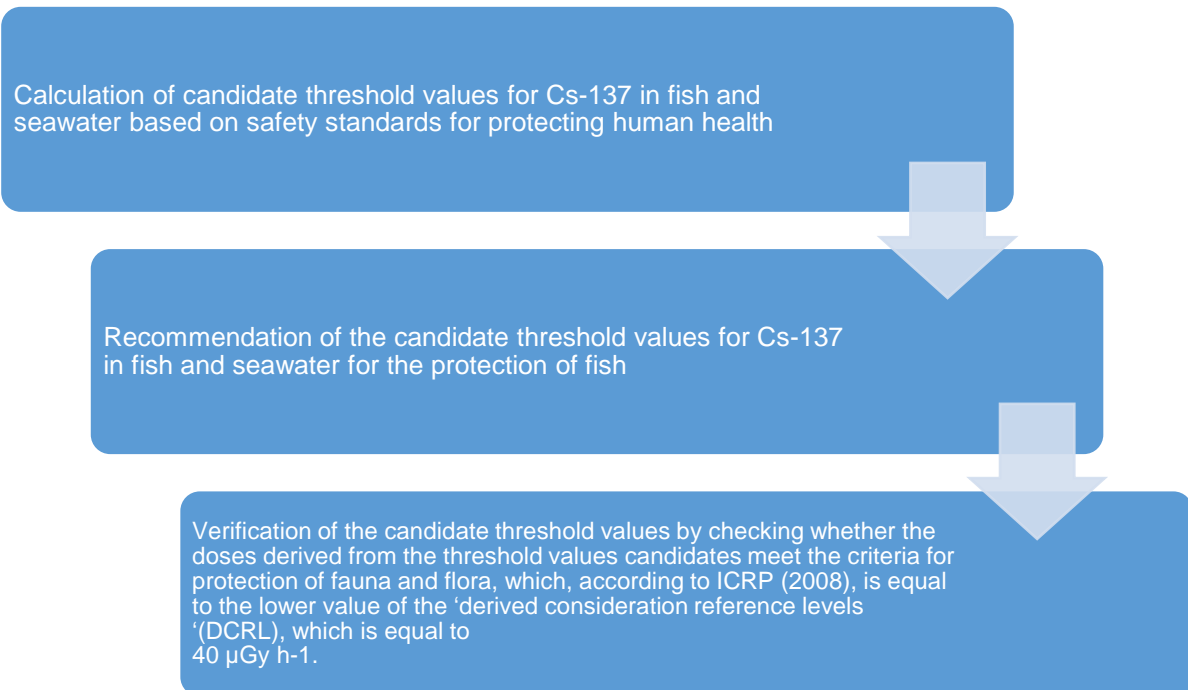 Calculation of candidate threshold values for Cs-137 in fish and
seawater based on safety standards for protecting human health
Recommendation of the candidate threshold values for Cs-137
in fish and seawater for the protection of fish
Verification of the candidate threshold values by checking whether the
doses derived from the threshold values candidates meet the criteria for
protection of fauna and flora, which, according to ICRP (2008), is equal
to the lower value of the ‘derived consideration reference levels
‘(DCRL), which is equal to
40 µGy h-1.